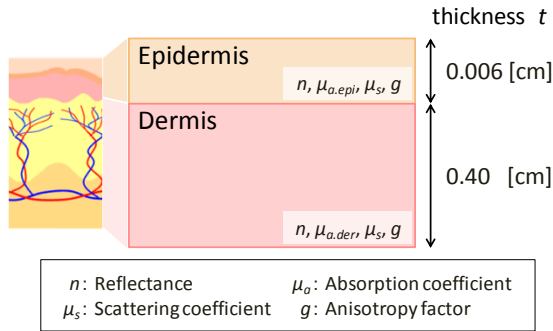 thickness t
Epidermis
0.006 [cm]
n, μa.epi, μs, g
Dermis
0.40 [cm]
n, μa.der, μs, g
n: Reflectance μa: Absorption coefficient
μs: Scattering coefficient g: Anisotropy factor